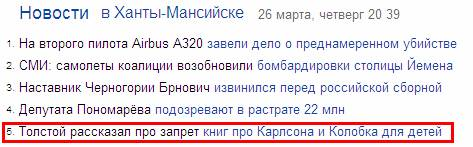 Новости в Ханты-Мансийске 26 марта, четверг 20 39
1. На второго пилота Airbus A320 завели дело о преднамеренном убийстве
2. СМИ: самолеты коалиции возобновили бомбардировки столицы Йемена
3. Наставник Черногории Брнович извинился перед российской сборной
4. Депутата Пономарёва подозревают в растрате 22 млн
5. Толстой рассказал про запрет книг про Карлсона и Колобка для детей